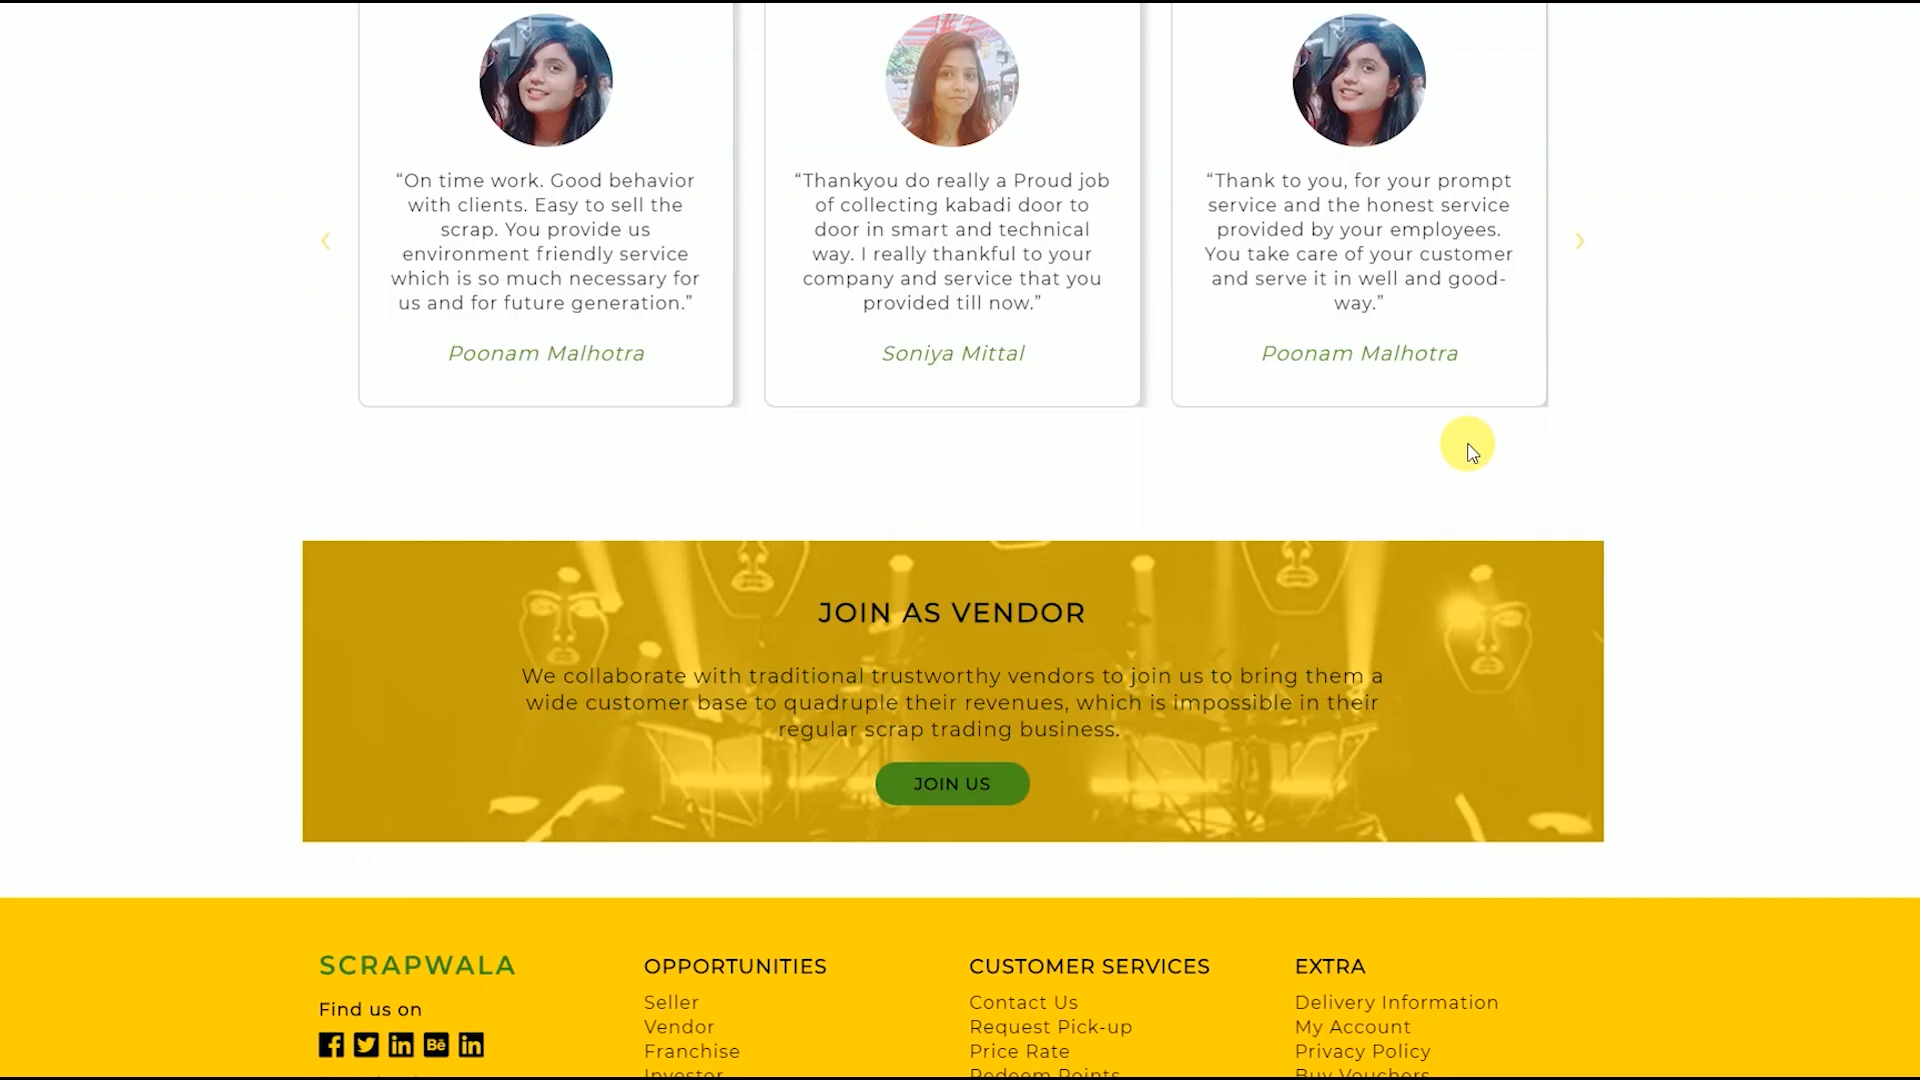 “On time work. Good behavior
with clients. Easy to sell the
scrap. You provide us
environment friendly service
which is so much necessary for
us and for future generation.”
Poonam Malhotra
“Thankyou do really a Proud job
of collecting kabadi door to
door in smart and technical
way. I really thankful to your
company and service that you
provided till now.”
Soniya Mittal
“Thank to you, for your prompt
service and the honest service
provided by your employees.
You take care of your customer
and serve it in well and good-
way.”
Poonam Malhotra
JOIN AS VENDOR
We collaborate with traditional trustworthy vendors to join us to bring them a
wide customer base to quadruple their revenues, which is impossible in their
regular scrap trading business.
JOIN US
SCRAPWALA
Find us on
OPPORTUNITIES
Seller
Vendor
Franchise
Investor
CUSTOMER SERVICES
Contact Us
Request Pick-up
Price Rate
Redeem Points
EXTRA
Delivery Information
My Account
Privacy Policy
Buy Vouchers